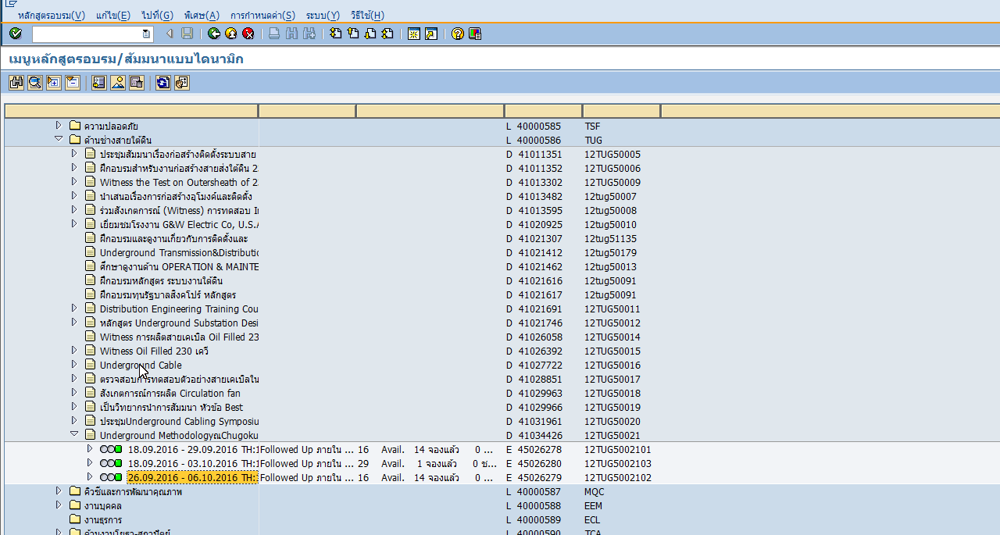 หลักสูตรอบรม(V) แก้ไข(E) ไปที่(G) พิเศษ(A) การกำหนดค่า(S) ระบบ(Y) วิธีใช้(H)
เมนูหลักสูตรอบรม/สัมมนาแบบไดนามิก
ความปลอดภัย L 40000585 TSF
ด้านช่างสายใต้ดิน L 40000586 TUG
ประชุมสัมมนาเรื่องก่อสร้างติดตั้งระบบสาย D 41011351 12TUG50005
ฝึกอบรมสำหรับงานก่อสร้างสายส่งใต้ดิน 2 D 41011352 12TUG50006
Witness the Test on Outersheath of 2 D 41013302 12TUG50009
นำเสนอเรื่องการก่อสร้างอุโมงค์และติดตั้ง D 41013482 12tug50007
ร่วมสังเกตการณ์ (Witness) การทดสอบ I D 41013595 12tug50008
เยี่ยมชมโรงงาน G&W Electric Co, U.S.A D 41020925 12tug50010
ฝึกอบรมและดูงานเกี่ยวกับการติดตั้งและ D 41021307 12tug51135
Underground Transmission&Distributic D 41021412 12tug50179
ศึกษาดูงานด้าน OPERATION & MAINTE D 41021462 12tug50013
ฝึกอบรมหลักสูตร ระบบงานใต้ดิน D 41021616 12tug50091
ฝึกอบรมทุนรัฐบาลสิงคโปร์ หลักสูตร D 41021617 12tug50091
Distribution Engineering Training Cou D 41021691 12TUG50011
หลักสูตร Underground Substation Desi D 41021746 12TUG50012
Witness การผลิตสายเคเบิล Oil Filled 23 D 41026058 12TUG50014
Witness Oil Filled 230 เควี D 41026392 12TUG50015
Underground Cable D 41027722 12TUG50016
ตรวจสอบการทดสอบตัวอย่างสายเคเบิลใน D 41028851 12TUG50017
สังเกตการณ์การผลิต Circulation fan D 41029963 12TUG50018
เป็นวิทยากรนำการสัมมนา หัวข้อ Best D 41029966 12TUG50019
ประชุมUnderground Cabling Symposiu D 41031961 12TUG50020
Underground MethodologyณChugoku D 41034426 12TUG50021
18.09.2016 - 29.09.2016 TH:1 Followed Up ภายใน ... 16 Avail. 14 จองแล้ว 0 ... E 45026278 12TUG5002101
18.09.2016 - 03.10.2016 TH:1 Followed Up ภายใน ... 29 Avail. 1 จองแล้ว 0 ช... E 45026280 12TUG5002103
26.09.2016 - 06.10.2016 TH: Followed Up ภายใน ... 16 Avail. 14 จองแล้ว 0 ... E 45026279 12TUG5002102
คิวซีและการพัฒนาคุณภาพ L 40000587 MQC
งานบุคคล L 40000588 EEM
งานธุรการ L 40000589 ECL
ด้านงานโยธา-สถาปัตย์ L 40000590 TCA